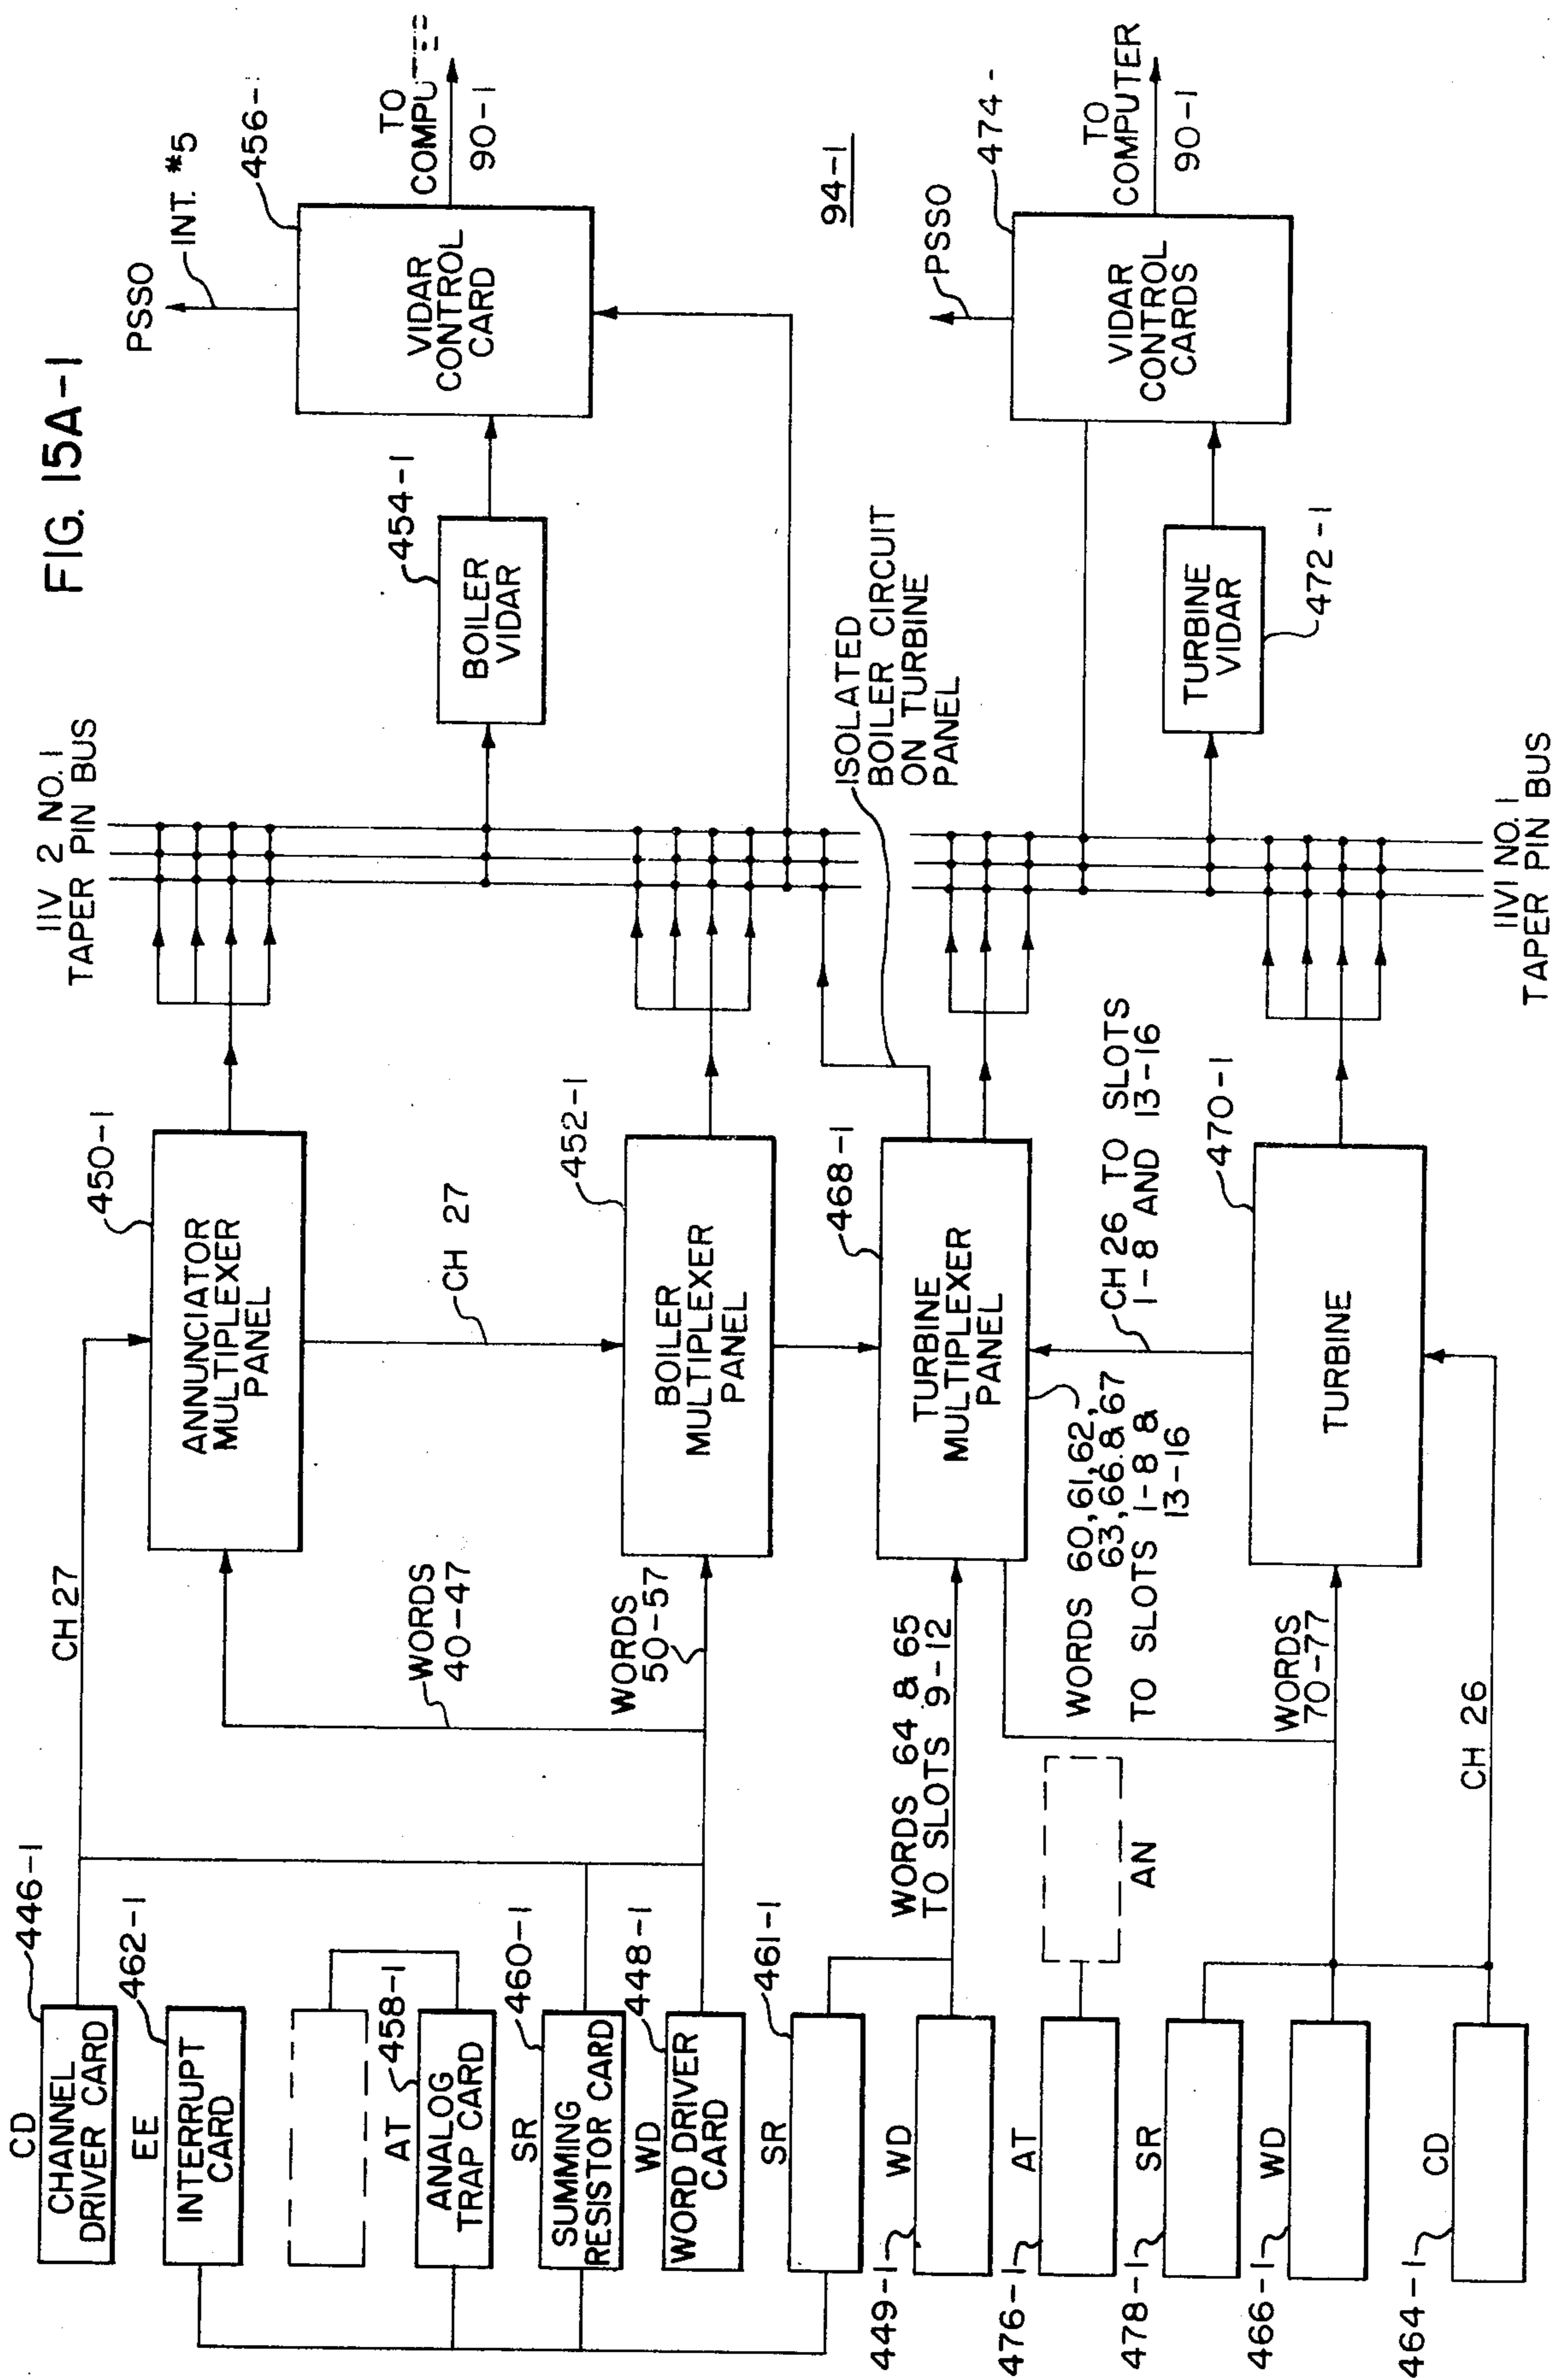 FIG. 15A-1
CD
CHANNEL
DRIVER CARD
446-1
EE
INTERRUPT
CARD
462-1
AT
ANALOG
TRAP CARD
458-1
SR
SUMMING
RESISTOR CARD
460-1
WD
WORD DRIVER
CARD
448-1
SR
461-1
WD
449-1
AT
476-1
AN
SR
478-1
WD
466-1
CD
464-1
CH 27
WORDS
40-47
WORDS
50-57
WORDS 64 & 65
TO SLOTS 9-12
WORDS 60,61,62,
63,66 & 67
TO SLOTS 1-8 &
13-16
WORDS
70-77
CH 26
ANNUNCIATOR
MULTIPLEXER
PANEL
450-1
CH 27
BOILER
MULTIPLEXER
PANEL
452-1
TURBINE
MULTIPLEXER
PANEL
468-1
CH 26 TO SLOTS
1-8 AND 13-16
TURBINE
470-1
11V 2 NO. 1
TAPER PIN BUS
ISOLATED
BOILER CIRCUIT
ON TURBINE
PANEL
11V1 NO. 1
TAPER PIN BUS
BOILER
VIDAR
454-1
TURBINE
VIDAR
472-1
PSSO
INT. #5
VIDAR
CONTROL
CARD
456-
TO
90-1
94-1
PSSO
VIDAR
CONTROL
CARDS
474-
TO
COMPUTER
90-1